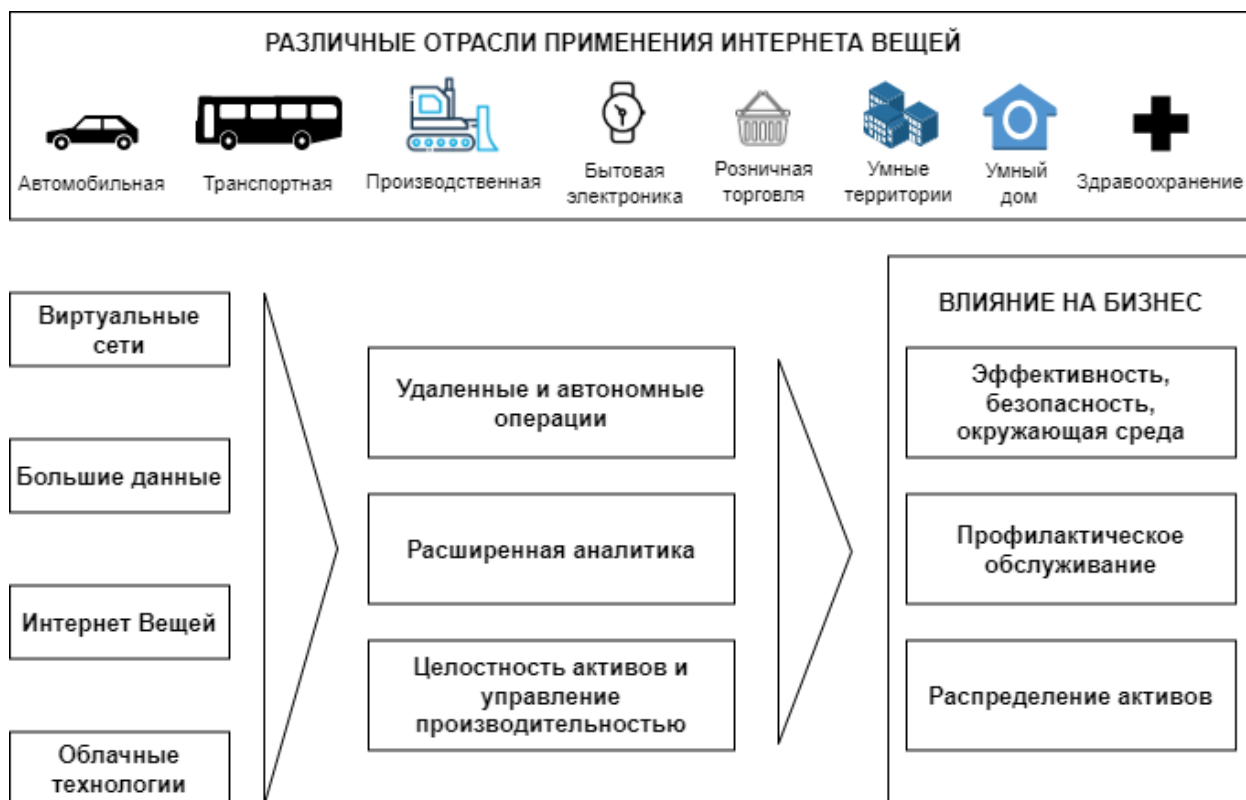 РАЗЛИЧНЫЕ ОТРАСЛИ ПРИМЕНЕНИЯ ИНТЕРНЕТА ВЕЩЕЙ
Автомобильная
Транспортная
Производственная
Бытовая
электроника
Розничная
торговля
Умные
территории
Умный
дом
Здравоохранение
Виртуальные
сети
Большие данные
Интернет Вещей
Облачные
технологии
Удаленные и автономные
операции
Расширенная аналитика
Целостность активов и
управление
производительностью
ВЛИЯНИЕ НА БИЗНЕС
Эффективность,
безопасность,
окружающая среда
Профилактическое
обслуживание
Распределение активов